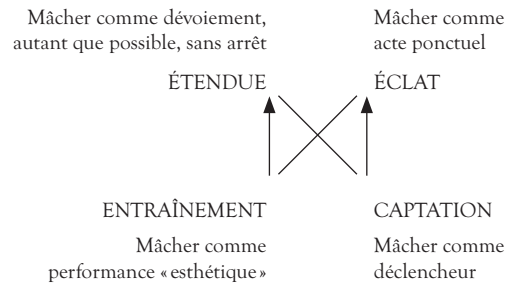 Mâcher comme dévoiement,
autant que possible, sans arrêt
ÉTENDUE
Mâcher comme
acte ponctuel
ÉCLAT
ENTRAÎNEMENT
Mâcher comme
performance « esthétique »
CAPTATION
Mâcher comme
déclencheur